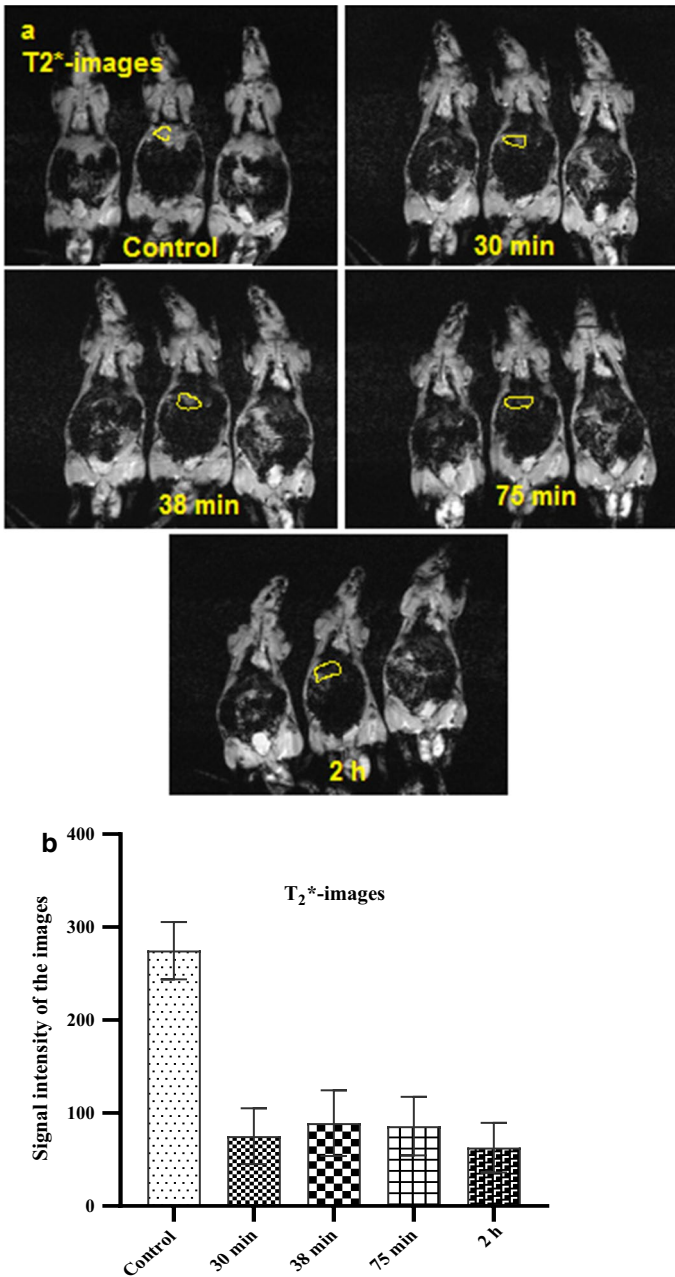 a
T2*-images
Control
30 min
38 min
75 min
2 h
b
T₂*-images
Signal intensity of the images
400
300
200
100
0
Control
30 min
38 min
75 min
2 h